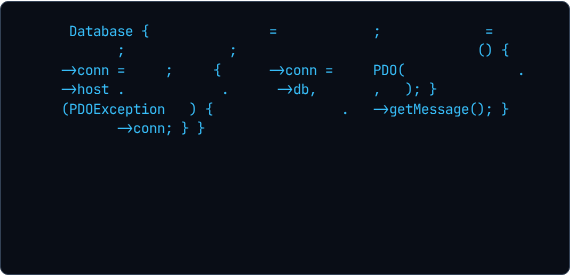 Database { = ; =
; ; () {
->conn = ; { ->conn = PDO( .
->host . . ->db, , ); }
(PDOException ) { . ->getMessage(); }
->conn; } }